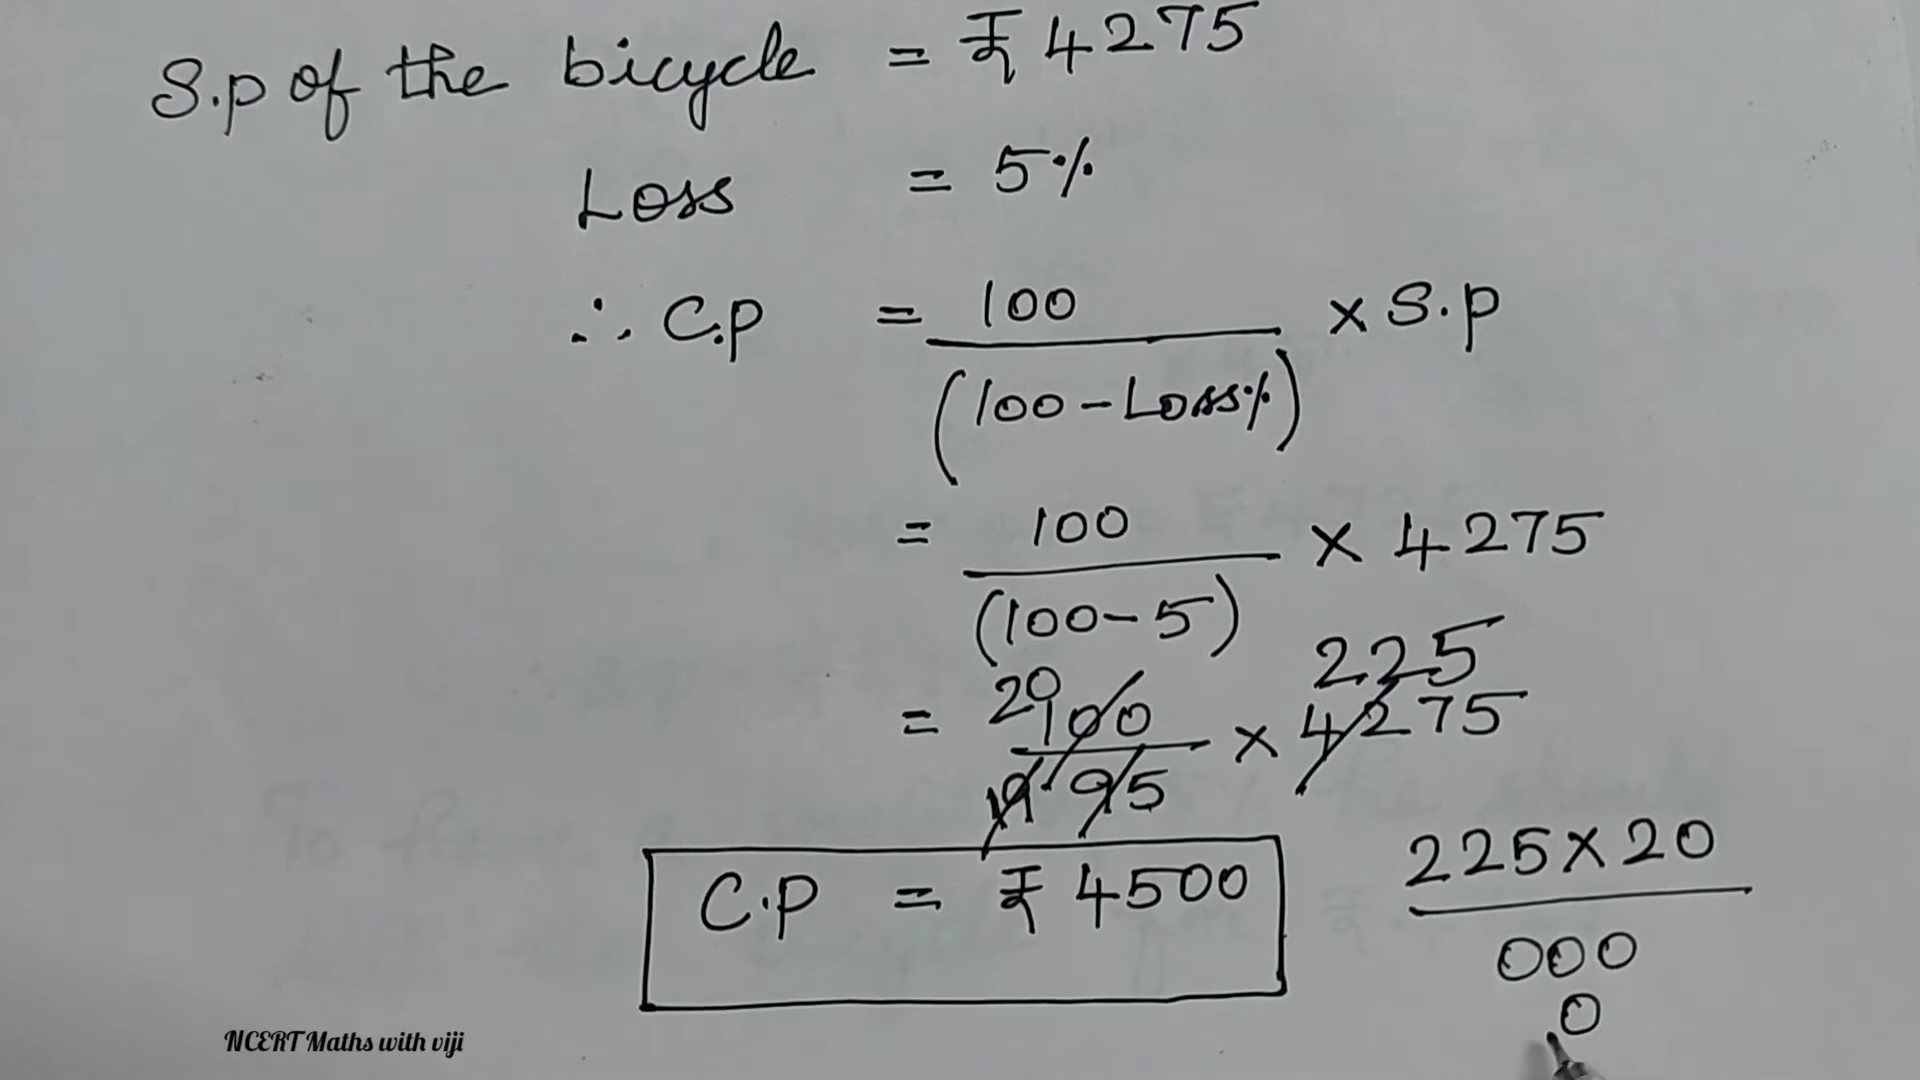 S.p of the bicycle = ₹ 4275
Loss = 5%
∴ C.p = 100 / (100 - Loss%) × S.p
= 100 / (100 - 5) × 4275
20 225
= 100 / 95 × 4275
19
C.p = ₹ 4500
225 × 20
000
0
NCERT Maths with viji